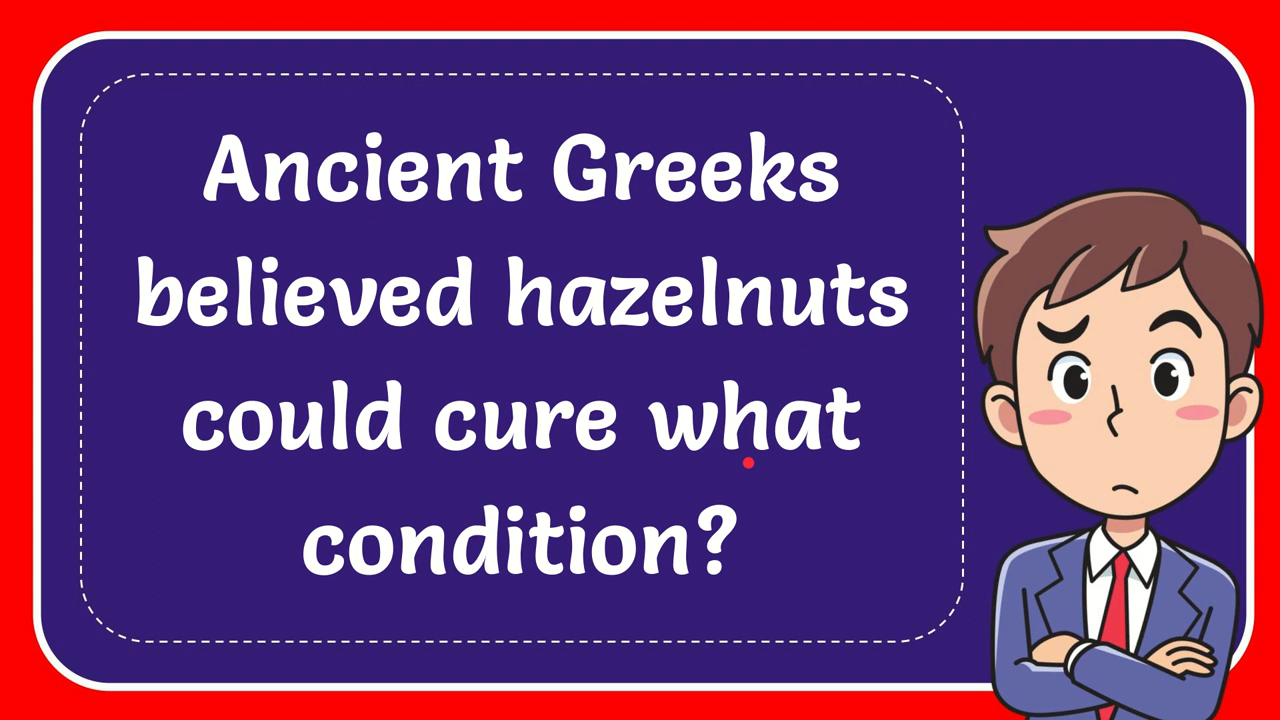 Ancient Greeks
believed hazelnuts
could cure what
condition?